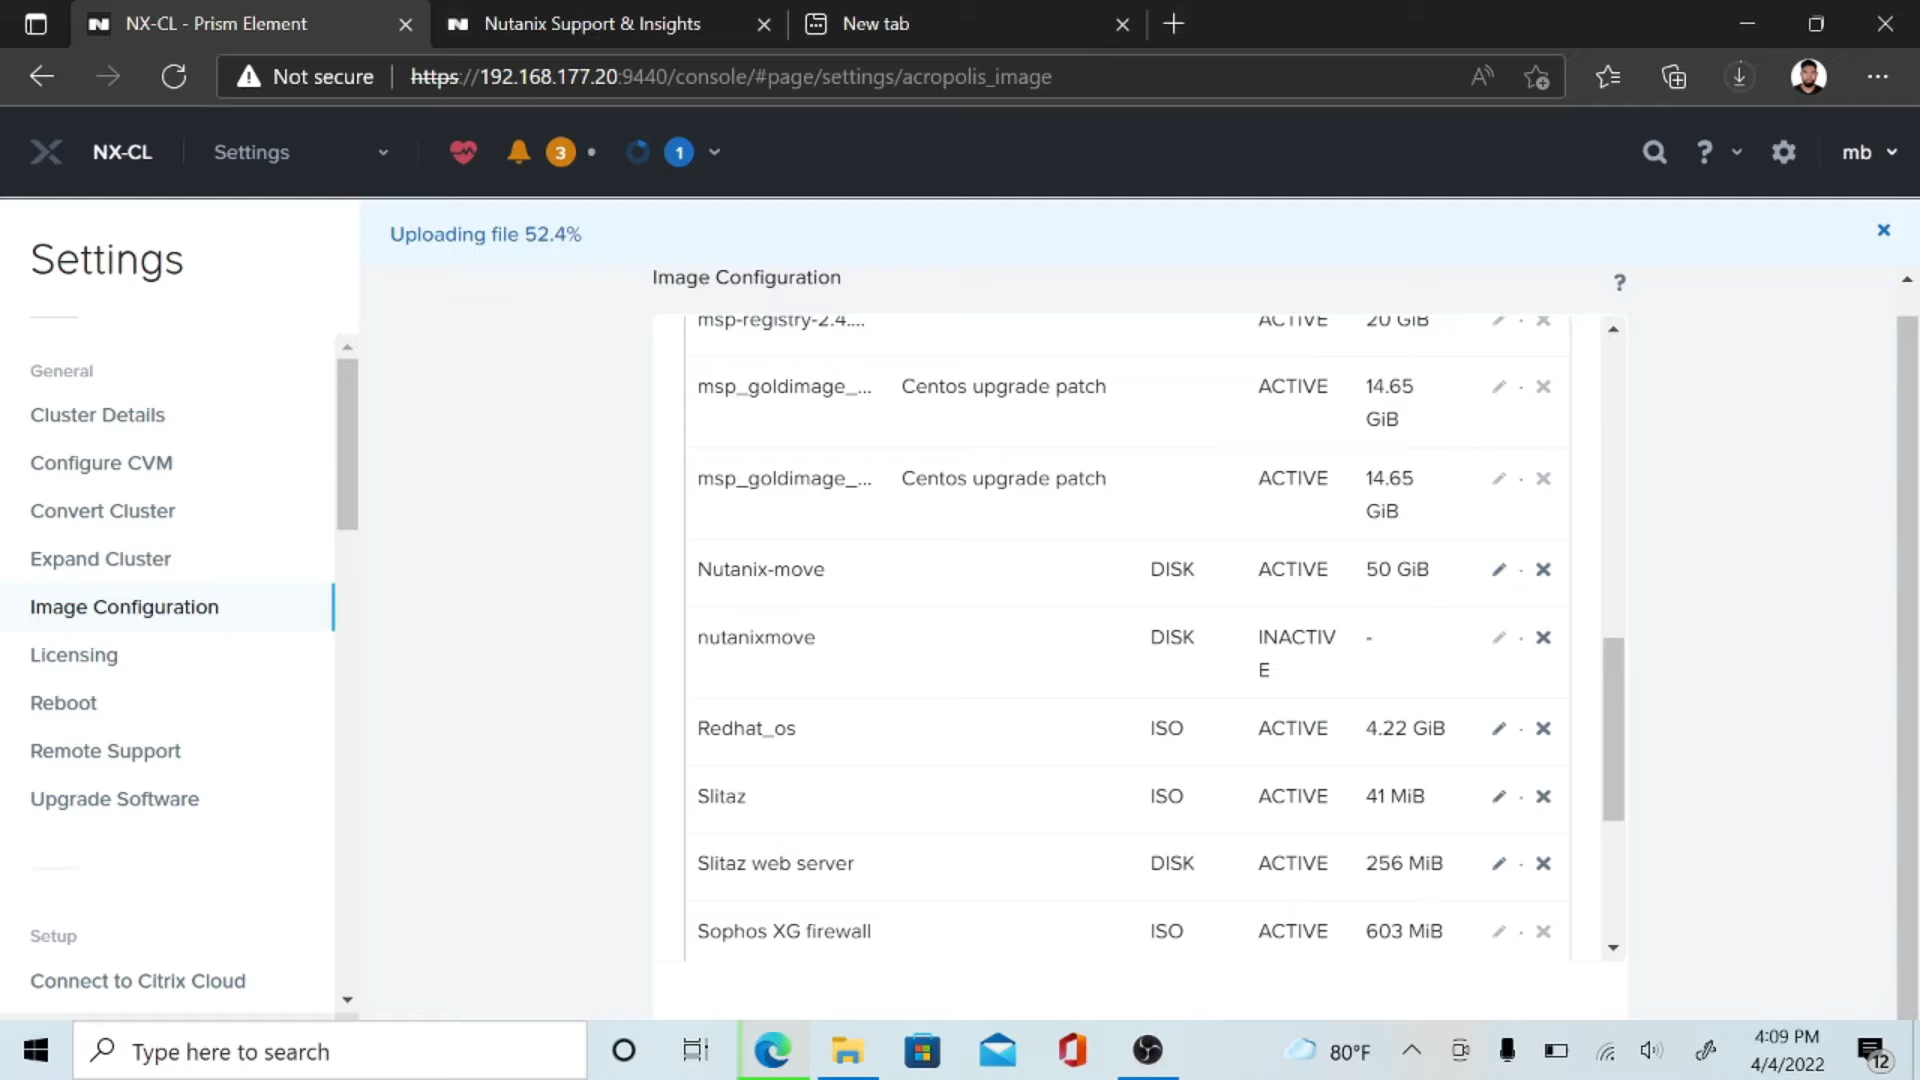 NX-CL - Prism Element
Nutanix Support & Insights
New tab
Not secure
https://192.168.177.20:9440/console/#page/settings/acropolis_image
NX-CL
Settings
3
1
?
mb
Uploading file 52.4%
Settings
General
Cluster Details
Configure CVM
Convert Cluster
Expand Cluster
Image Configuration
Licensing
Reboot
Remote Support
Upgrade Software
Setup
Connect to Citrix Cloud
Image Configuration
?
msp-registry-2.4.... ACTIVE 20 GiB
msp_goldimage_... Centos upgrade patch ACTIVE 14.65
GiB
msp_goldimage_... Centos upgrade patch ACTIVE 14.65
GiB
Nutanix-move DISK ACTIVE 50 GiB
nutanixmove DISK INACTIV -
E
Redhat_os ISO ACTIVE 4.22 GiB
Slitaz ISO ACTIVE 41 MiB
Slitaz web server DISK ACTIVE 256 MiB
Sophos XG firewall ISO ACTIVE 603 MiB
Type here to search
80°F
4:09 PM
4/4/2022
12